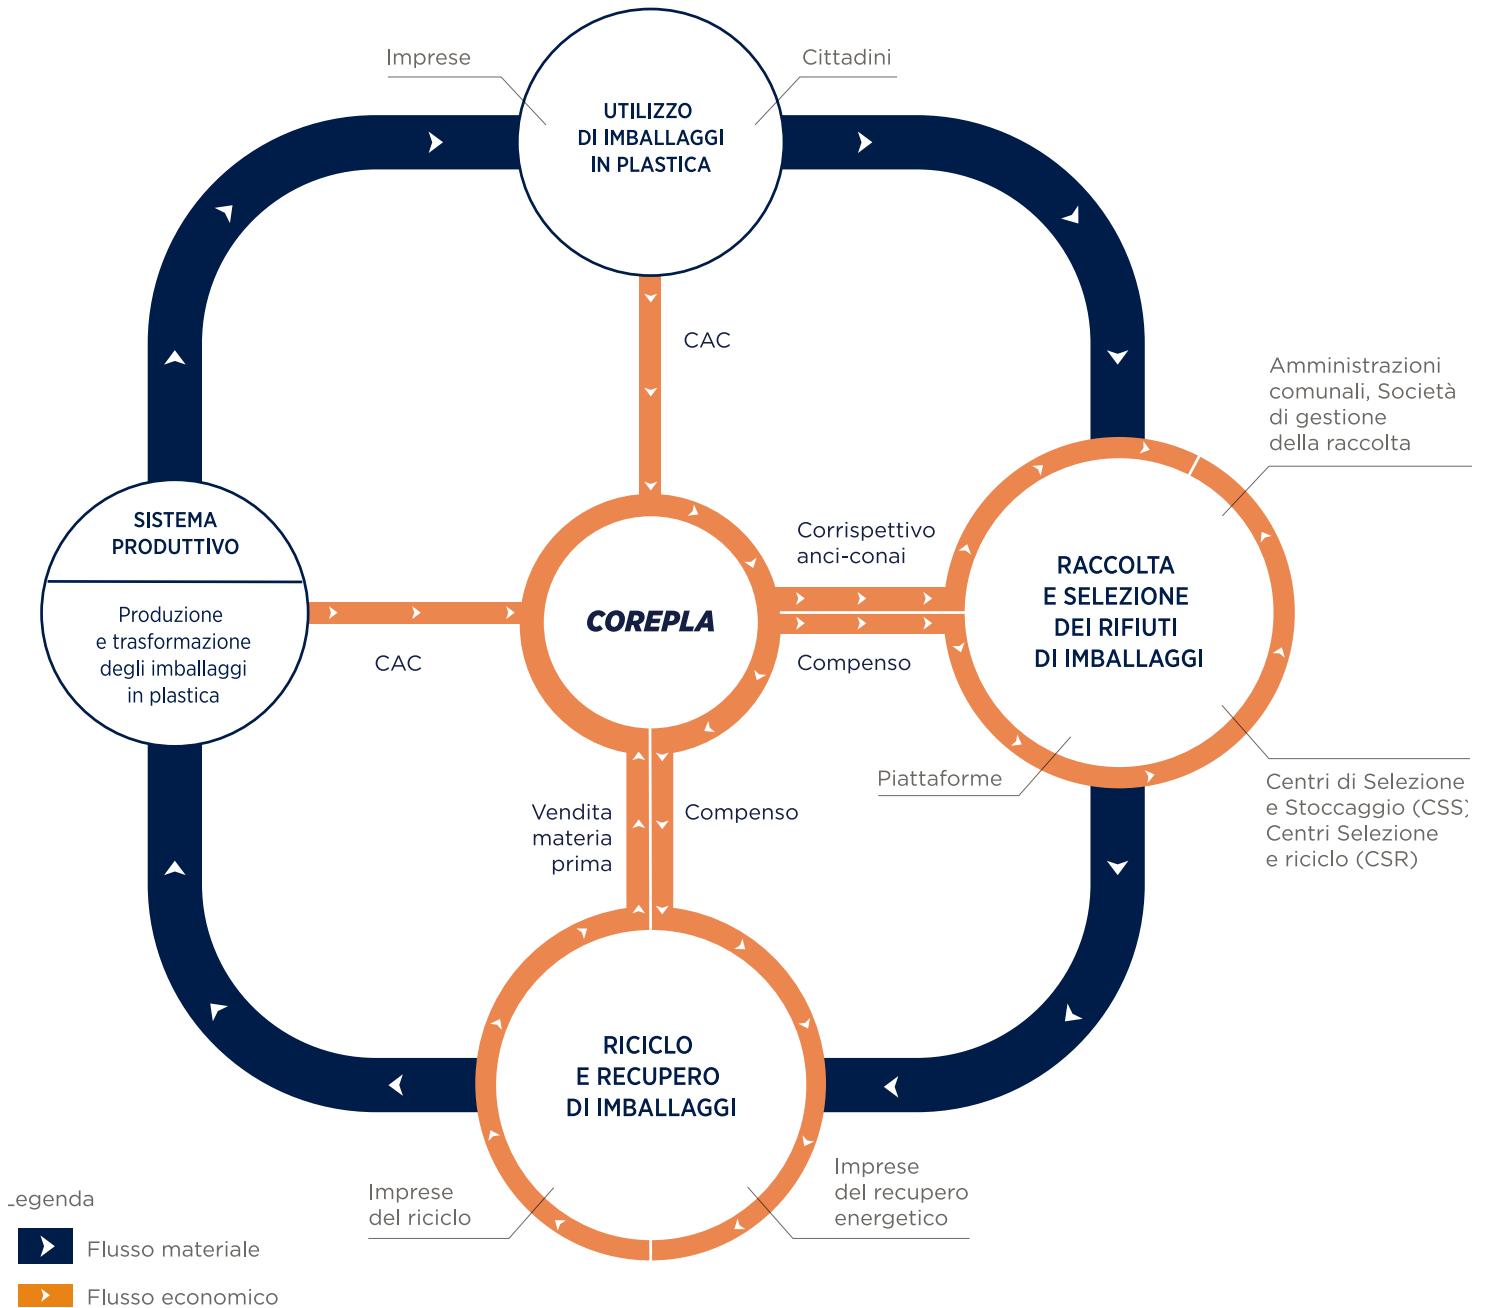 Imprese
Cittadini
UTILIZZO
DI IMBALLAGGI
IN PLASTICA
CAC
Amministrazioni
comunali, Società
di gestione
della raccolta
SISTEMA
PRODUTTIVO
Produzione
e trasformazione
degli imballaggi
in plastica
CAC
COREPLA
Corrispettivo
anci-conai
Compenso
RACCOLTA
E SELEZIONE
DEI RIFIUTI
DI IMBALLAGGI
Piattaforme
Centri di Selezione
e Stoccaggio (CSS)
Centri Selezione
e riciclo (CSR)
Vendita
materia
prima
Compenso
RICICLO
E RECUPERO
DI IMBALLAGGI
Imprese
del riciclo
Imprese
del recupero
energetico
Legenda
Flusso materiale
Flusso economico